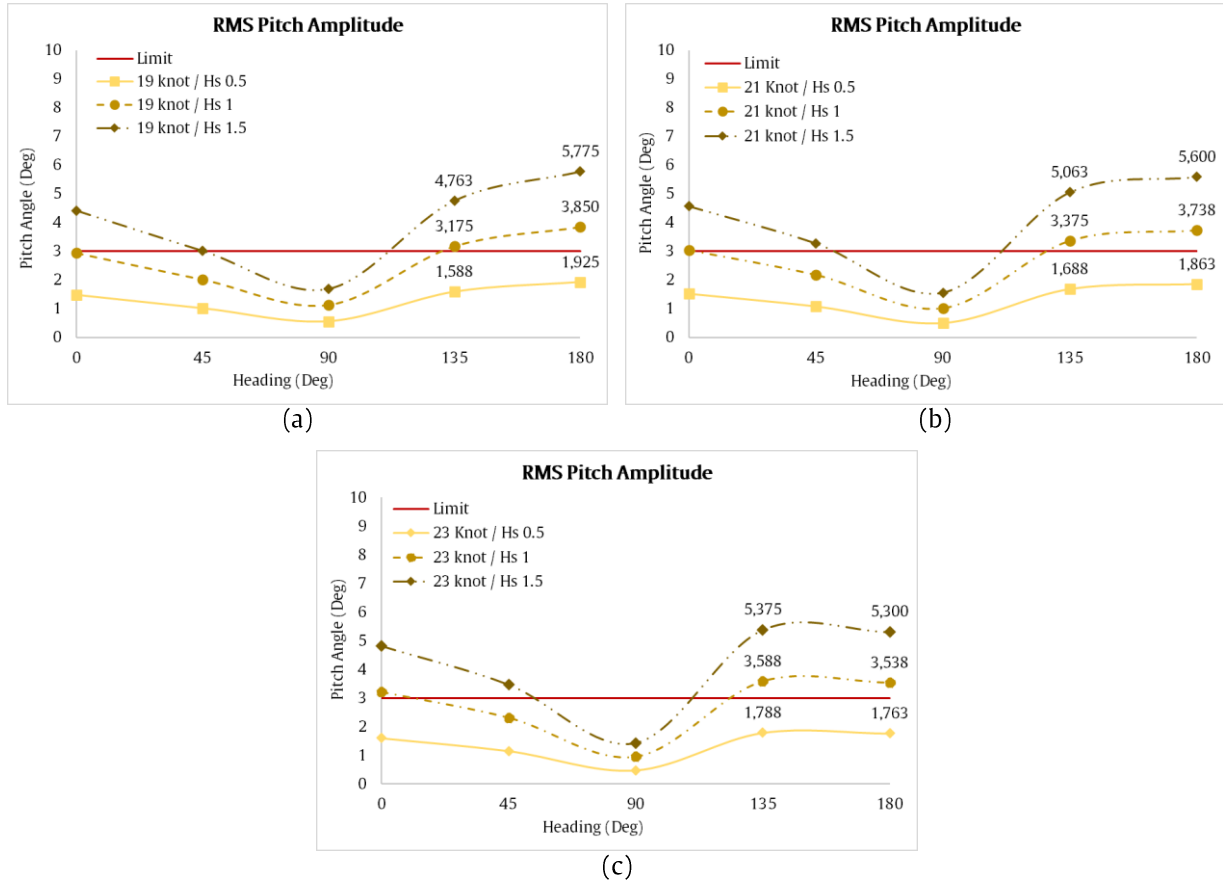 RMS Pitch Amplitude
Limit
19 knot / Hs 0.5
19 knot / Hs 1
19 knot / Hs 1.5
Pitch Angle (Deg)
10
9
8
7
6
5
4
3
2
1
0
5,775
4,763
3,850
3,175
1,925
1,588
0 45 90 135 180
Heading (Deg)
(a)
RMS Pitch Amplitude
Limit
21 Knot / Hs 0.5
21 knot / Hs 1
21 knot / Hs 1.5
Pitch Angle (Deg)
10
9
8
7
6
5
4
3
2
1
0
5,600
5,063
3,738
3,375
1,863
1,688
0 45 90 135 180
Heading (Deg)
(b)
RMS Pitch Amplitude
Limit
23 Knot / Hs 0.5
23 knot / Hs 1
23 knot / Hs 1.5
Pitch Angle (Deg)
10
9
8
7
6
5
4
3
2
1
0
5,375 5,300
3,588 3,538
1,788 1,763
0 45 90 135 180
Heading (Deg)
(c)